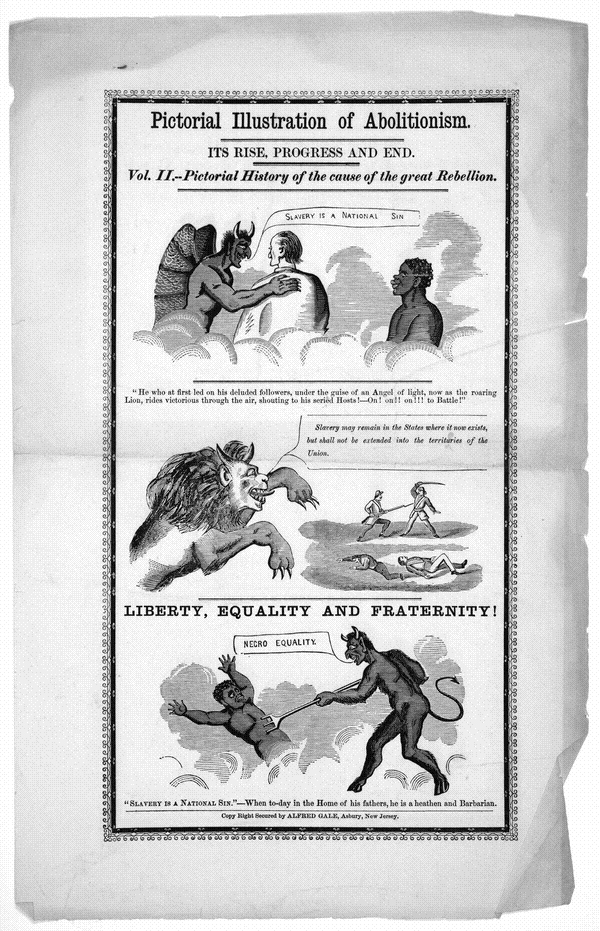 Pictorial Illustration of Abolitionism.
ITS RISE, PROGRESS AND END.
Vol. II.--Pictorial History of the cause of the great Rebellion.
SLAVERY IS A NATIONAL SIN
"He who at first led on his deluded followers, under the guise of an Angel of light, now as the roaring
Lion, rides victorious through the air, shouting to his seried Hosts!—On! on!! on!!! to Battle!"
Slavery may remain in the States where it now exists,
but shall not be extended into the territories of the
Union.
LIBERTY, EQUALITY AND FRATERNITY!
NEGRO EQUALITY.
"SLAVERY IS A NATIONAL SIN."—When to-day in the Home of his fathers, he is a heathen and Barbarian.
Copy Right Secured by ALFRED GALE, Asbury, New Jersey.